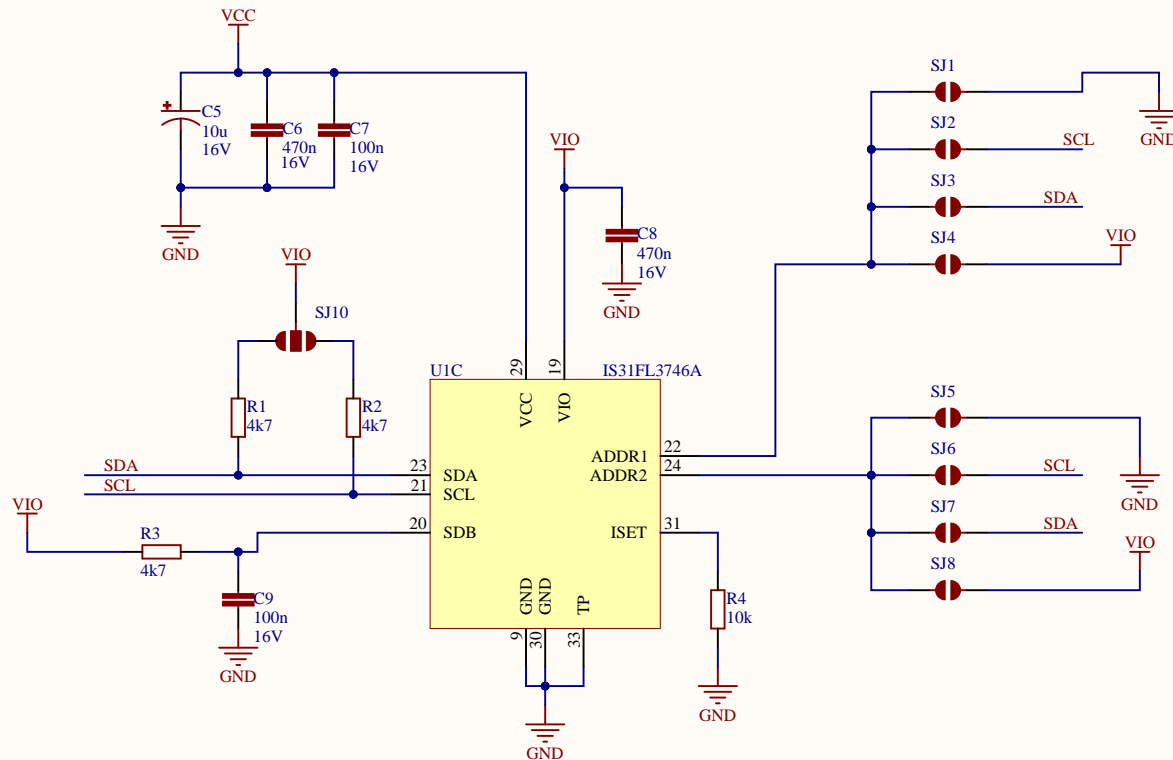 VCC
C5
10u
16V
C6
470n
16V
C7
100n
16V
GND
VIO
C8
470n
16V
GND
SJ1
GND
SJ2
SCL
SJ3
SDA
SJ4
VIO
VIO
SJ10
R1
4k7
R2
4k7
U1C
IS31FL3746A
29
VCC
19
VIO
SDA
23
SDA
SCL
21
SCL
20
SDB
VIO
R3
4k7
C9
100n
16V
GND
ADDR1
22
ADDR2
24
ISET
31
R4
10k
GND
GND
9
GND
30
TP
33
GND
SJ5
GND
SJ6
SCL
SJ7
SDA
SJ8
VIO